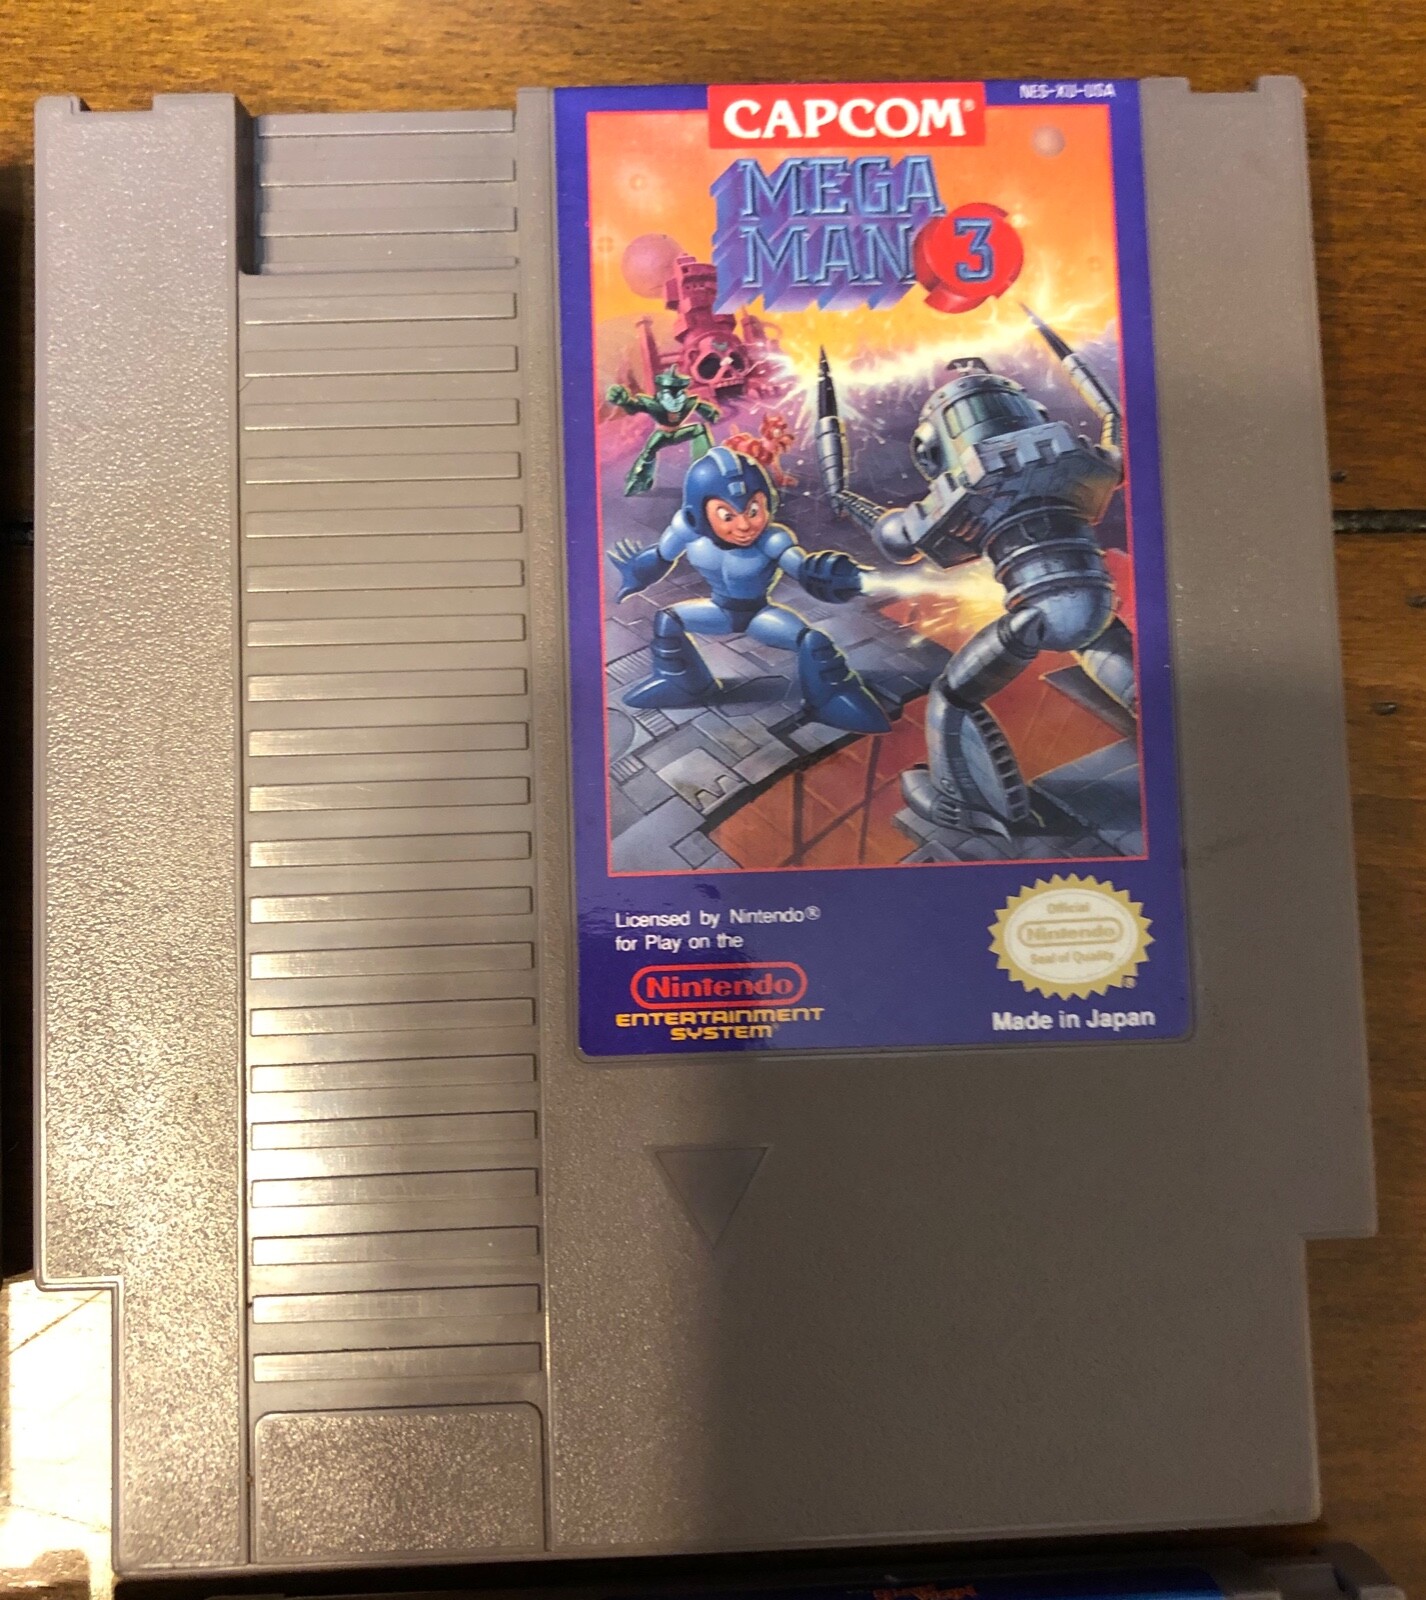 NES-XU-USA
CAPCOM®
MEGA
MAN 3
Licensed by Nintendo®
for Play on the
Nintendo
ENTERTAINMENT
SYSTEM®
Official
Nintendo
Seal of Quality
®
Made in Japan